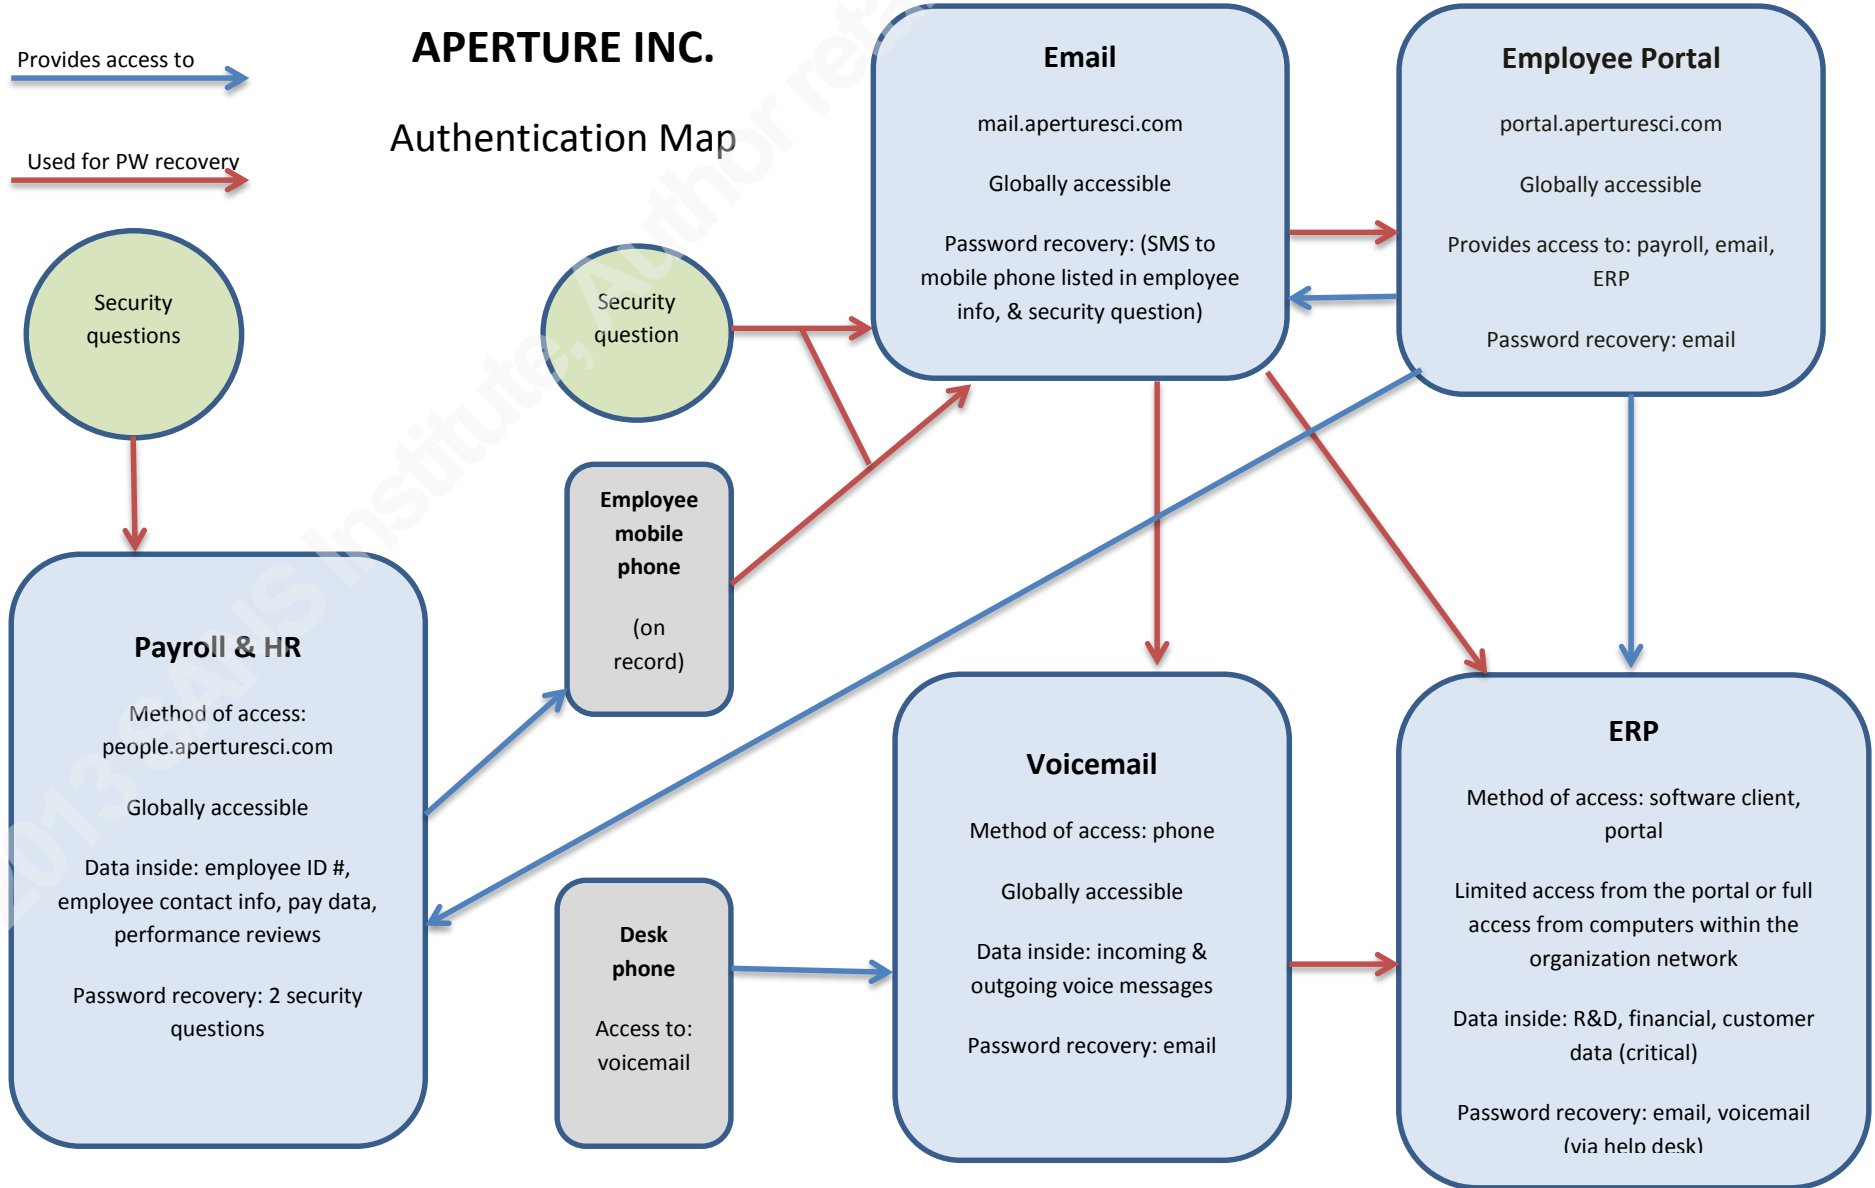 APERTURE INC.
Authentication Map
Provides access to
Used for PW recovery
Security
questions
Security
question
Email
mail.aperturesci.com
Globally accessible
Password recovery: (SMS to
mobile phone listed in employee
info, & security question)
Employee Portal
portal.aperturesci.com
Globally accessible
Provides access to: payroll, email,
ERP
Password recovery: email
Employee
mobile
phone
(on
record)
Payroll & HR
Method of access:
people.aperturesci.com
Globally accessible
Data inside: employee ID #,
employee contact info, pay data,
performance reviews
Password recovery: 2 security
questions
Desk
phone
Access to:
voicemail
Voicemail
Method of access: phone
Globally accessible
Data inside: incoming &
outgoing voice messages
Password recovery: email
ERP
Method of access: software client,
portal
Limited access from the portal or full
access from computers within the
organization network
Data inside: R&D, financial, customer
data (critical)
Password recovery: email, voicemail
(via help desk)
2013 SANS Institute, Author reta